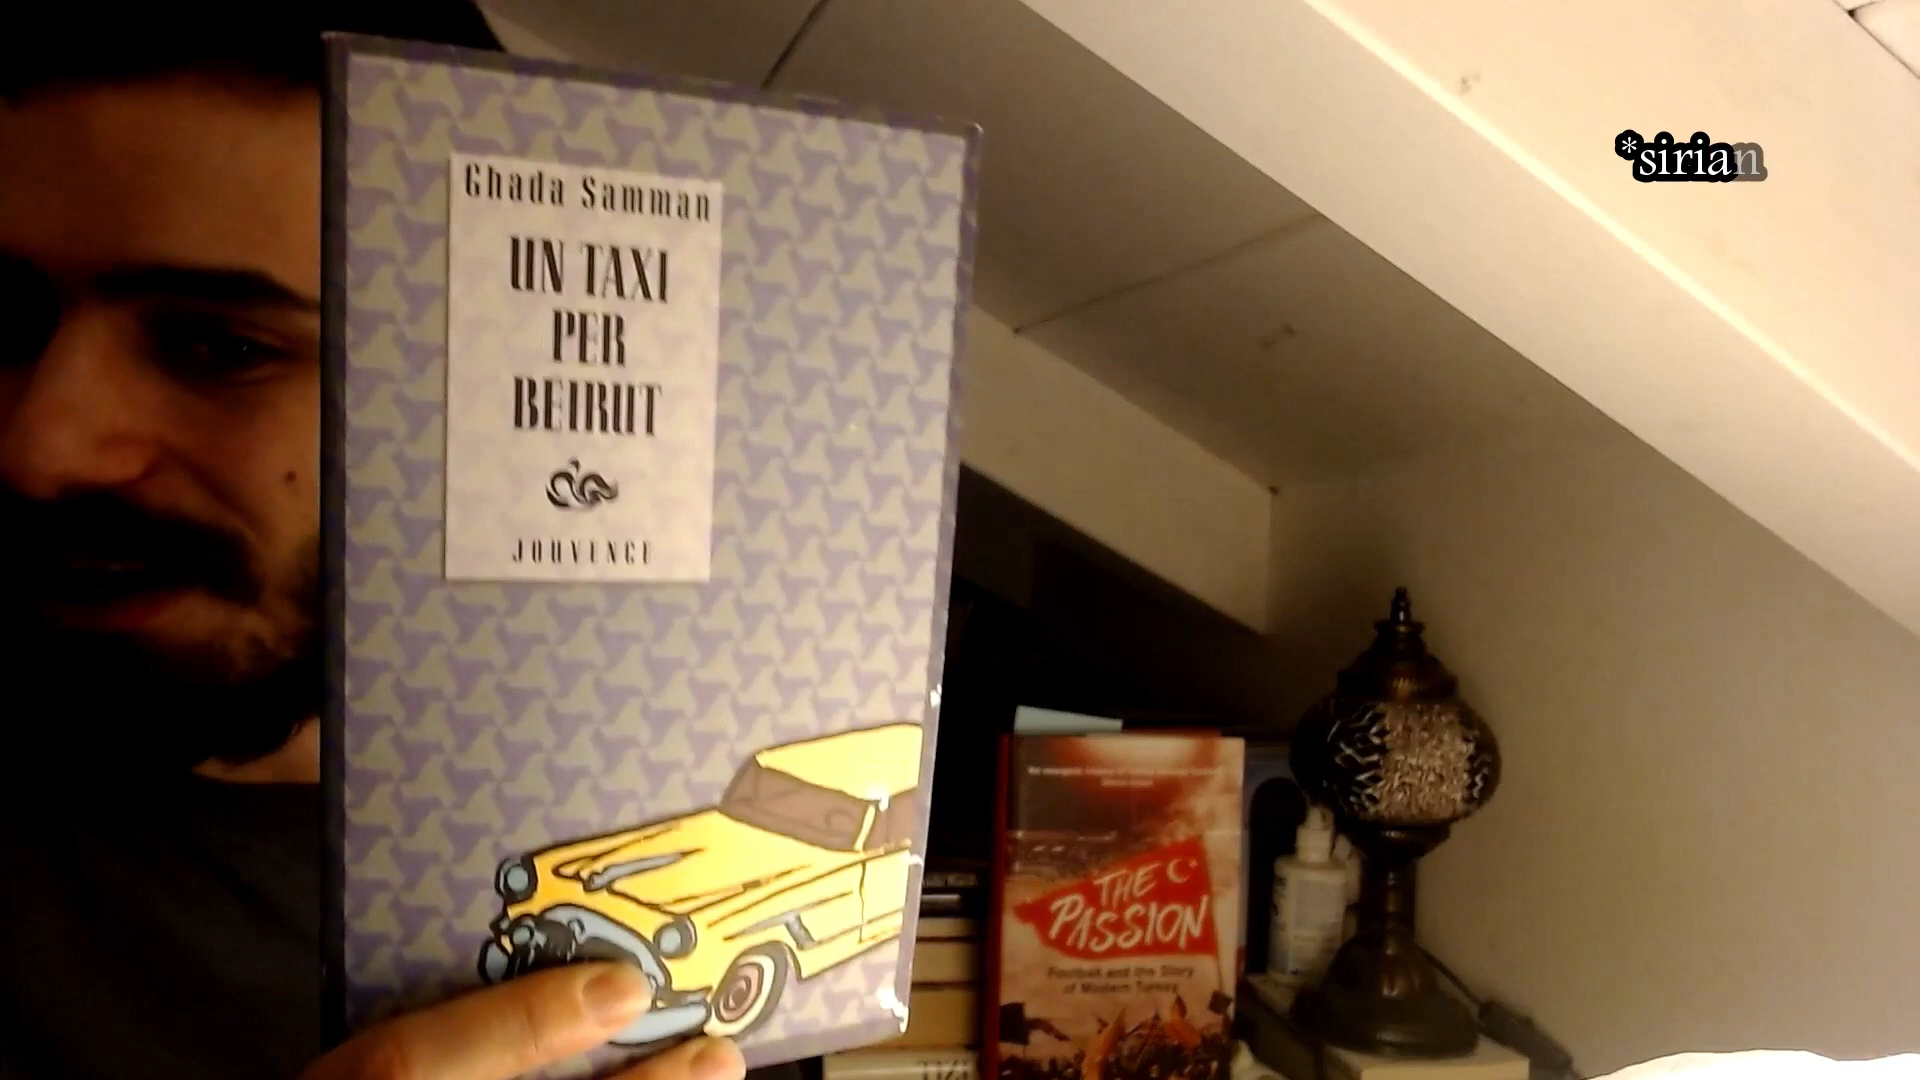 Ghada Samman
UN TAXI
PER
BEIRUT
JOUVENCE
*sirian
THE
PASSION
Football and the Story
of Modern Turkey